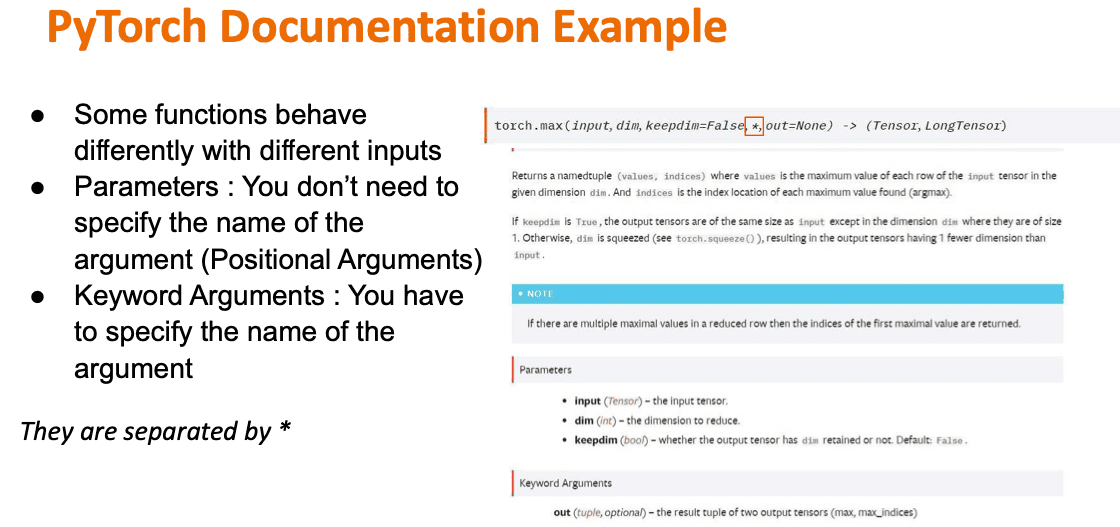 PyTorch Documentation Example
● Some functions behave
differently with different inputs
● Parameters : You don’t need to
specify the name of the
argument (Positional Arguments)
● Keyword Arguments : You have
to specify the name of the
argument
They are separated by *
torch.max(input, dim, keepdim=False, *, out=None) -> (Tensor, LongTensor)
Returns a namedtuple (values, indices) where values is the maximum value of each row of the input tensor in the
given dimension dim. And indices is the index location of each maximum value found (argmax).
If keepdim is True, the output tensors are of the same size as input except in the dimension dim where they are of size
1. Otherwise, dim is squeezed (see torch.squeeze()), resulting in the output tensors having 1 fewer dimension than
input.
• NOTE
If there are multiple maximal values in a reduced row then the indices of the first maximal value are returned.
Parameters
• input (Tensor) – the input tensor.
• dim (int) – the dimension to reduce.
• keepdim (bool) – whether the output tensor has dim retained or not. Default: False.
Keyword Arguments
out (tuple, optional) – the result tuple of two output tensors (max, max_indices)